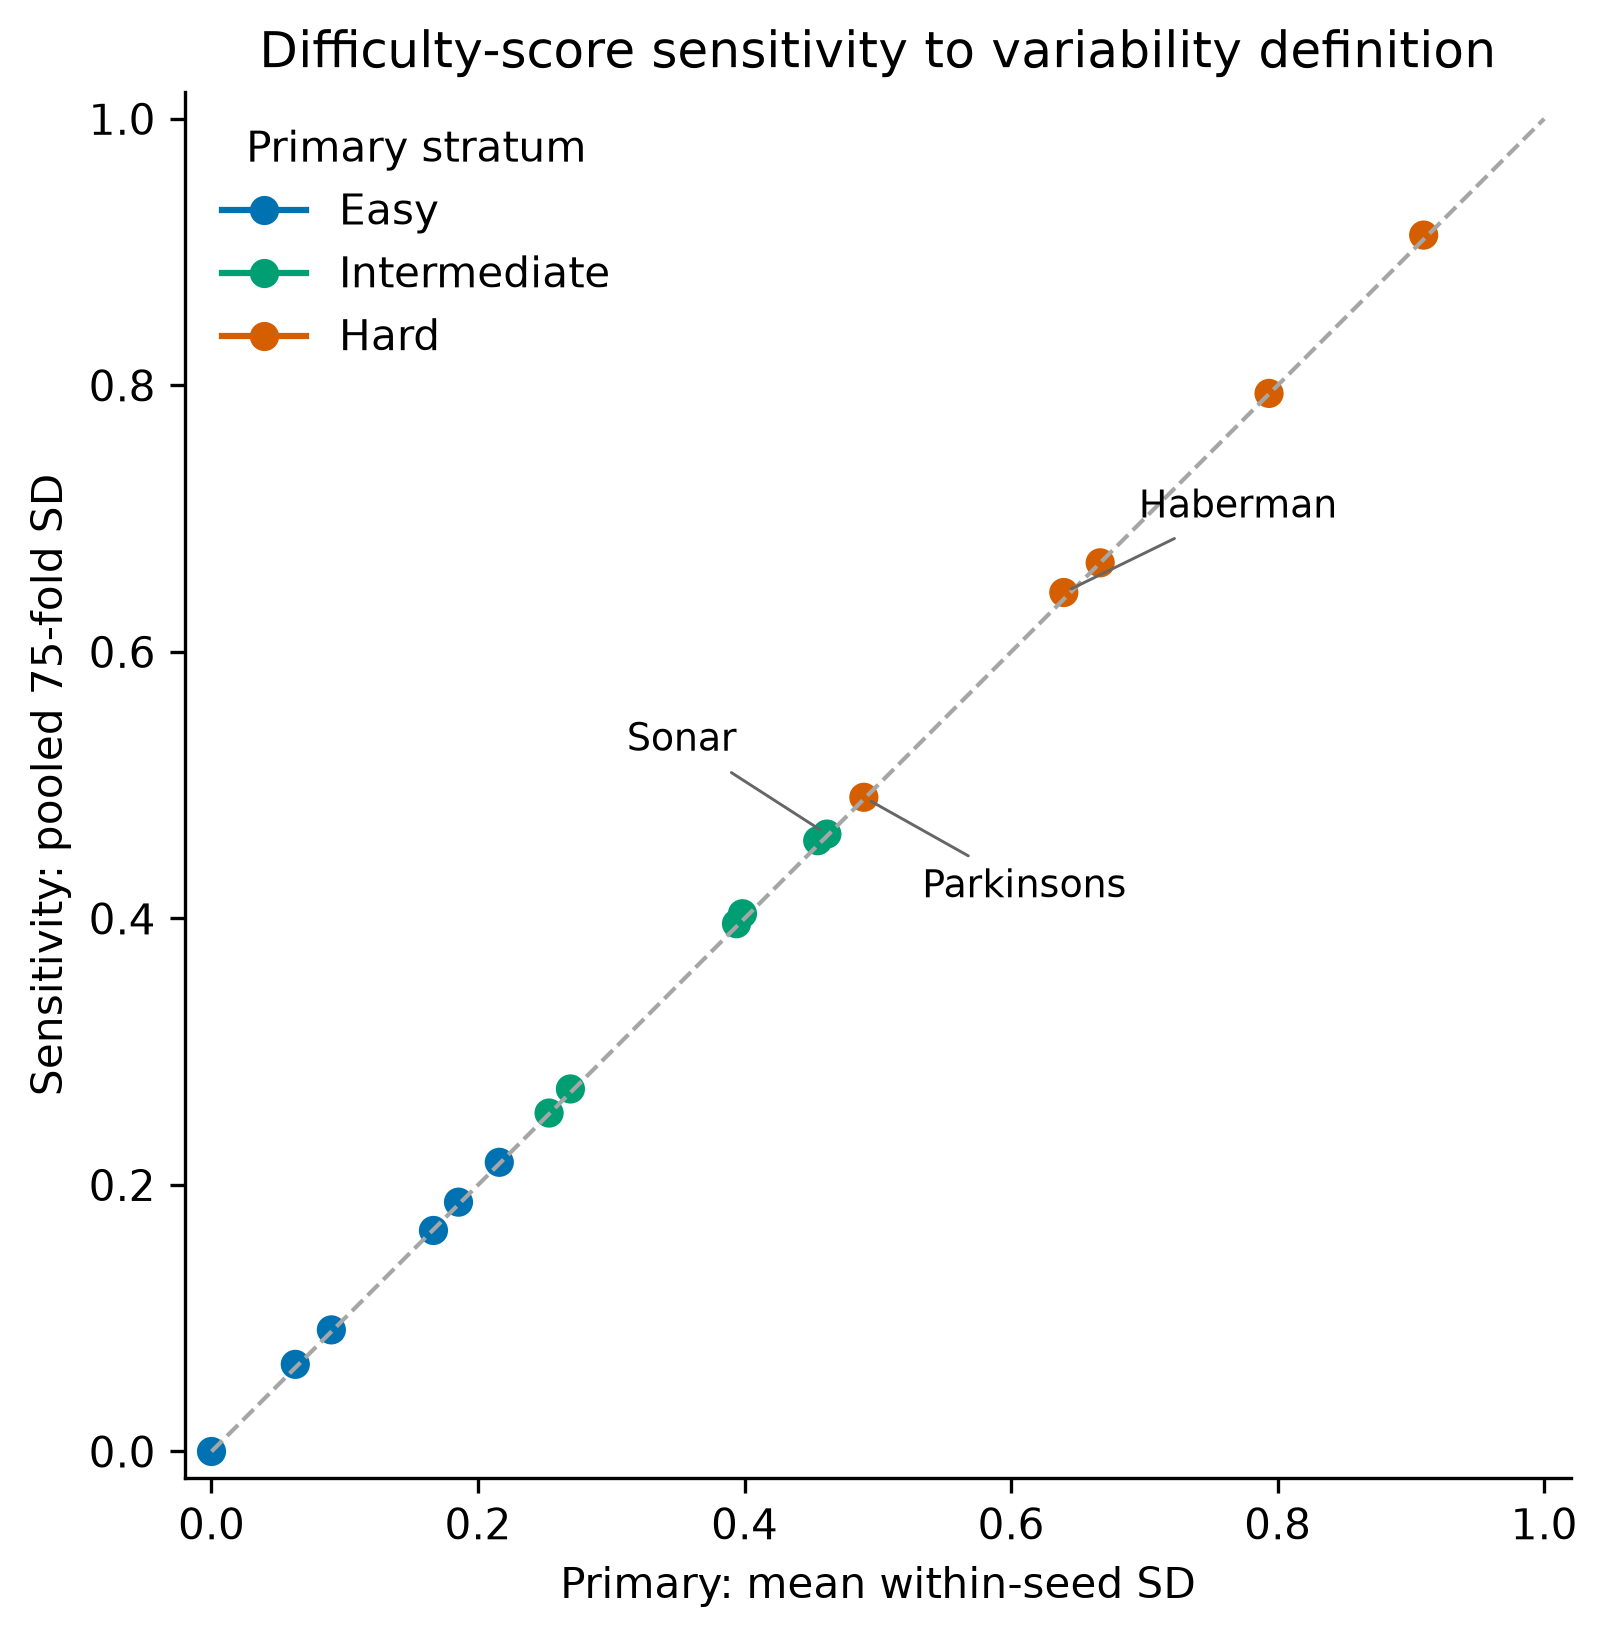 Difficulty-score sensitivity to variability definition
Primary stratum
Easy
Intermediate
Hard
Haberman
Sonar
Parkinsons
Sensitivity: pooled 75-fold SD
1.0
0.8
0.6
0.4
0.2
0.0
0.0 0.2 0.4 0.6 0.8 1.0
Primary: mean within-seed SD